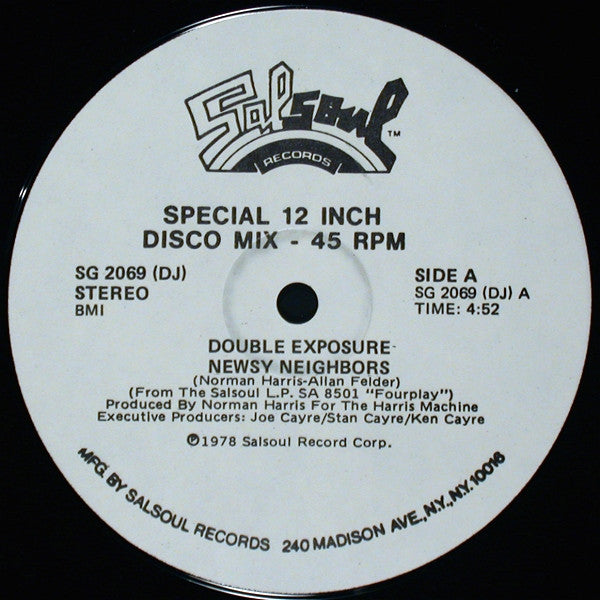 Salsoul TM
RECORDS
SPECIAL 12 INCH
DISCO MIX - 45 RPM
SG 2069 (DJ)
STEREO
BMI
SIDE A
SG 2069 (DJ) A
TIME: 4:52
DOUBLE EXPOSURE
NEWSY NEIGHBORS
(Norman Harris-Allan Felder)
(From The Salsoul L.P. SA 8501 "Fourplay")
Produced By Norman Harris For The Harris Machine
Executive Producers: Joe Cayre/Stan Cayre/Ken Cayre
℗1978 Salsoul Record Corp.
MFG. BY SALSOUL RECORDS 240 MADISON AVE., N.Y., N.Y. 10016